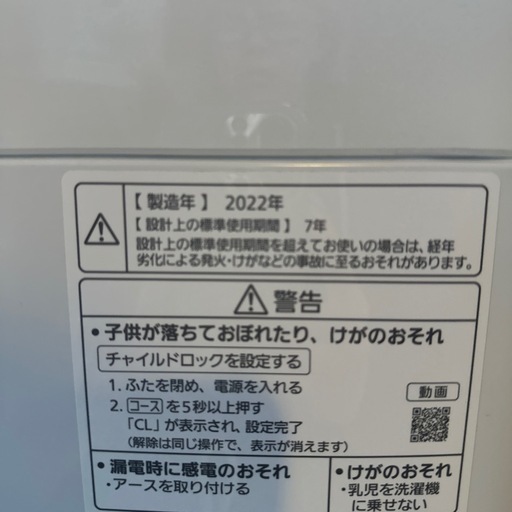 【製造年】 2022年
【設計上の標準使用期間】 7年
設計上の標準使用期間を超えてお使いの場合は、経年
劣化による発火・けがなどの事故に至るおそれがあります。
警告
・子供が落ちておぼれたり、けがのおそれ
チャイルドロックを設定する
1. ふたを閉め、電源を入れる
2. コースを5秒以上押す
「CL」が表示され、設定完了
(解除は同じ操作で、表示が消えます)
動画
・漏電時に感電のおそれ
・アースを取り付ける
・けがのおそれ
・乳児を洗濯機
に乗せない